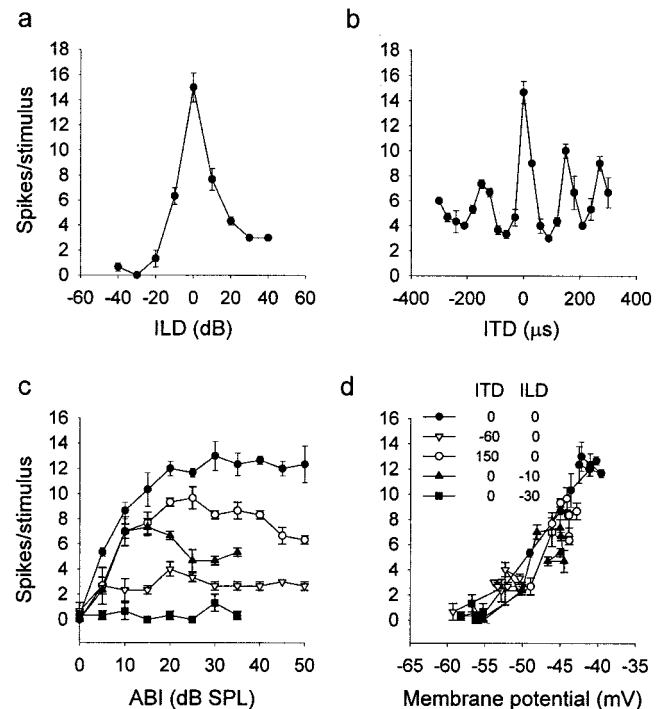 a
18
16
14
12
10
8
6
4
2
0
Spikes/stimulus
-60 -40 -20 0 20 40 60
ILD (dB)
b
18
16
14
12
10
8
6
4
2
0
-400 -200 0 200 400
ITD (µs)
c
16
14
12
10
8
6
4
2
0
Spikes/stimulus
0 10 20 30 40 50
ABI (dB SPL)
d
ITD ILD
0 0
-60 0
150 0
0 -10
0 -30
16
14
12
10
8
6
4
2
0
-65 -60 -55 -50 -45 -40 -35
Membrane potential (mV)